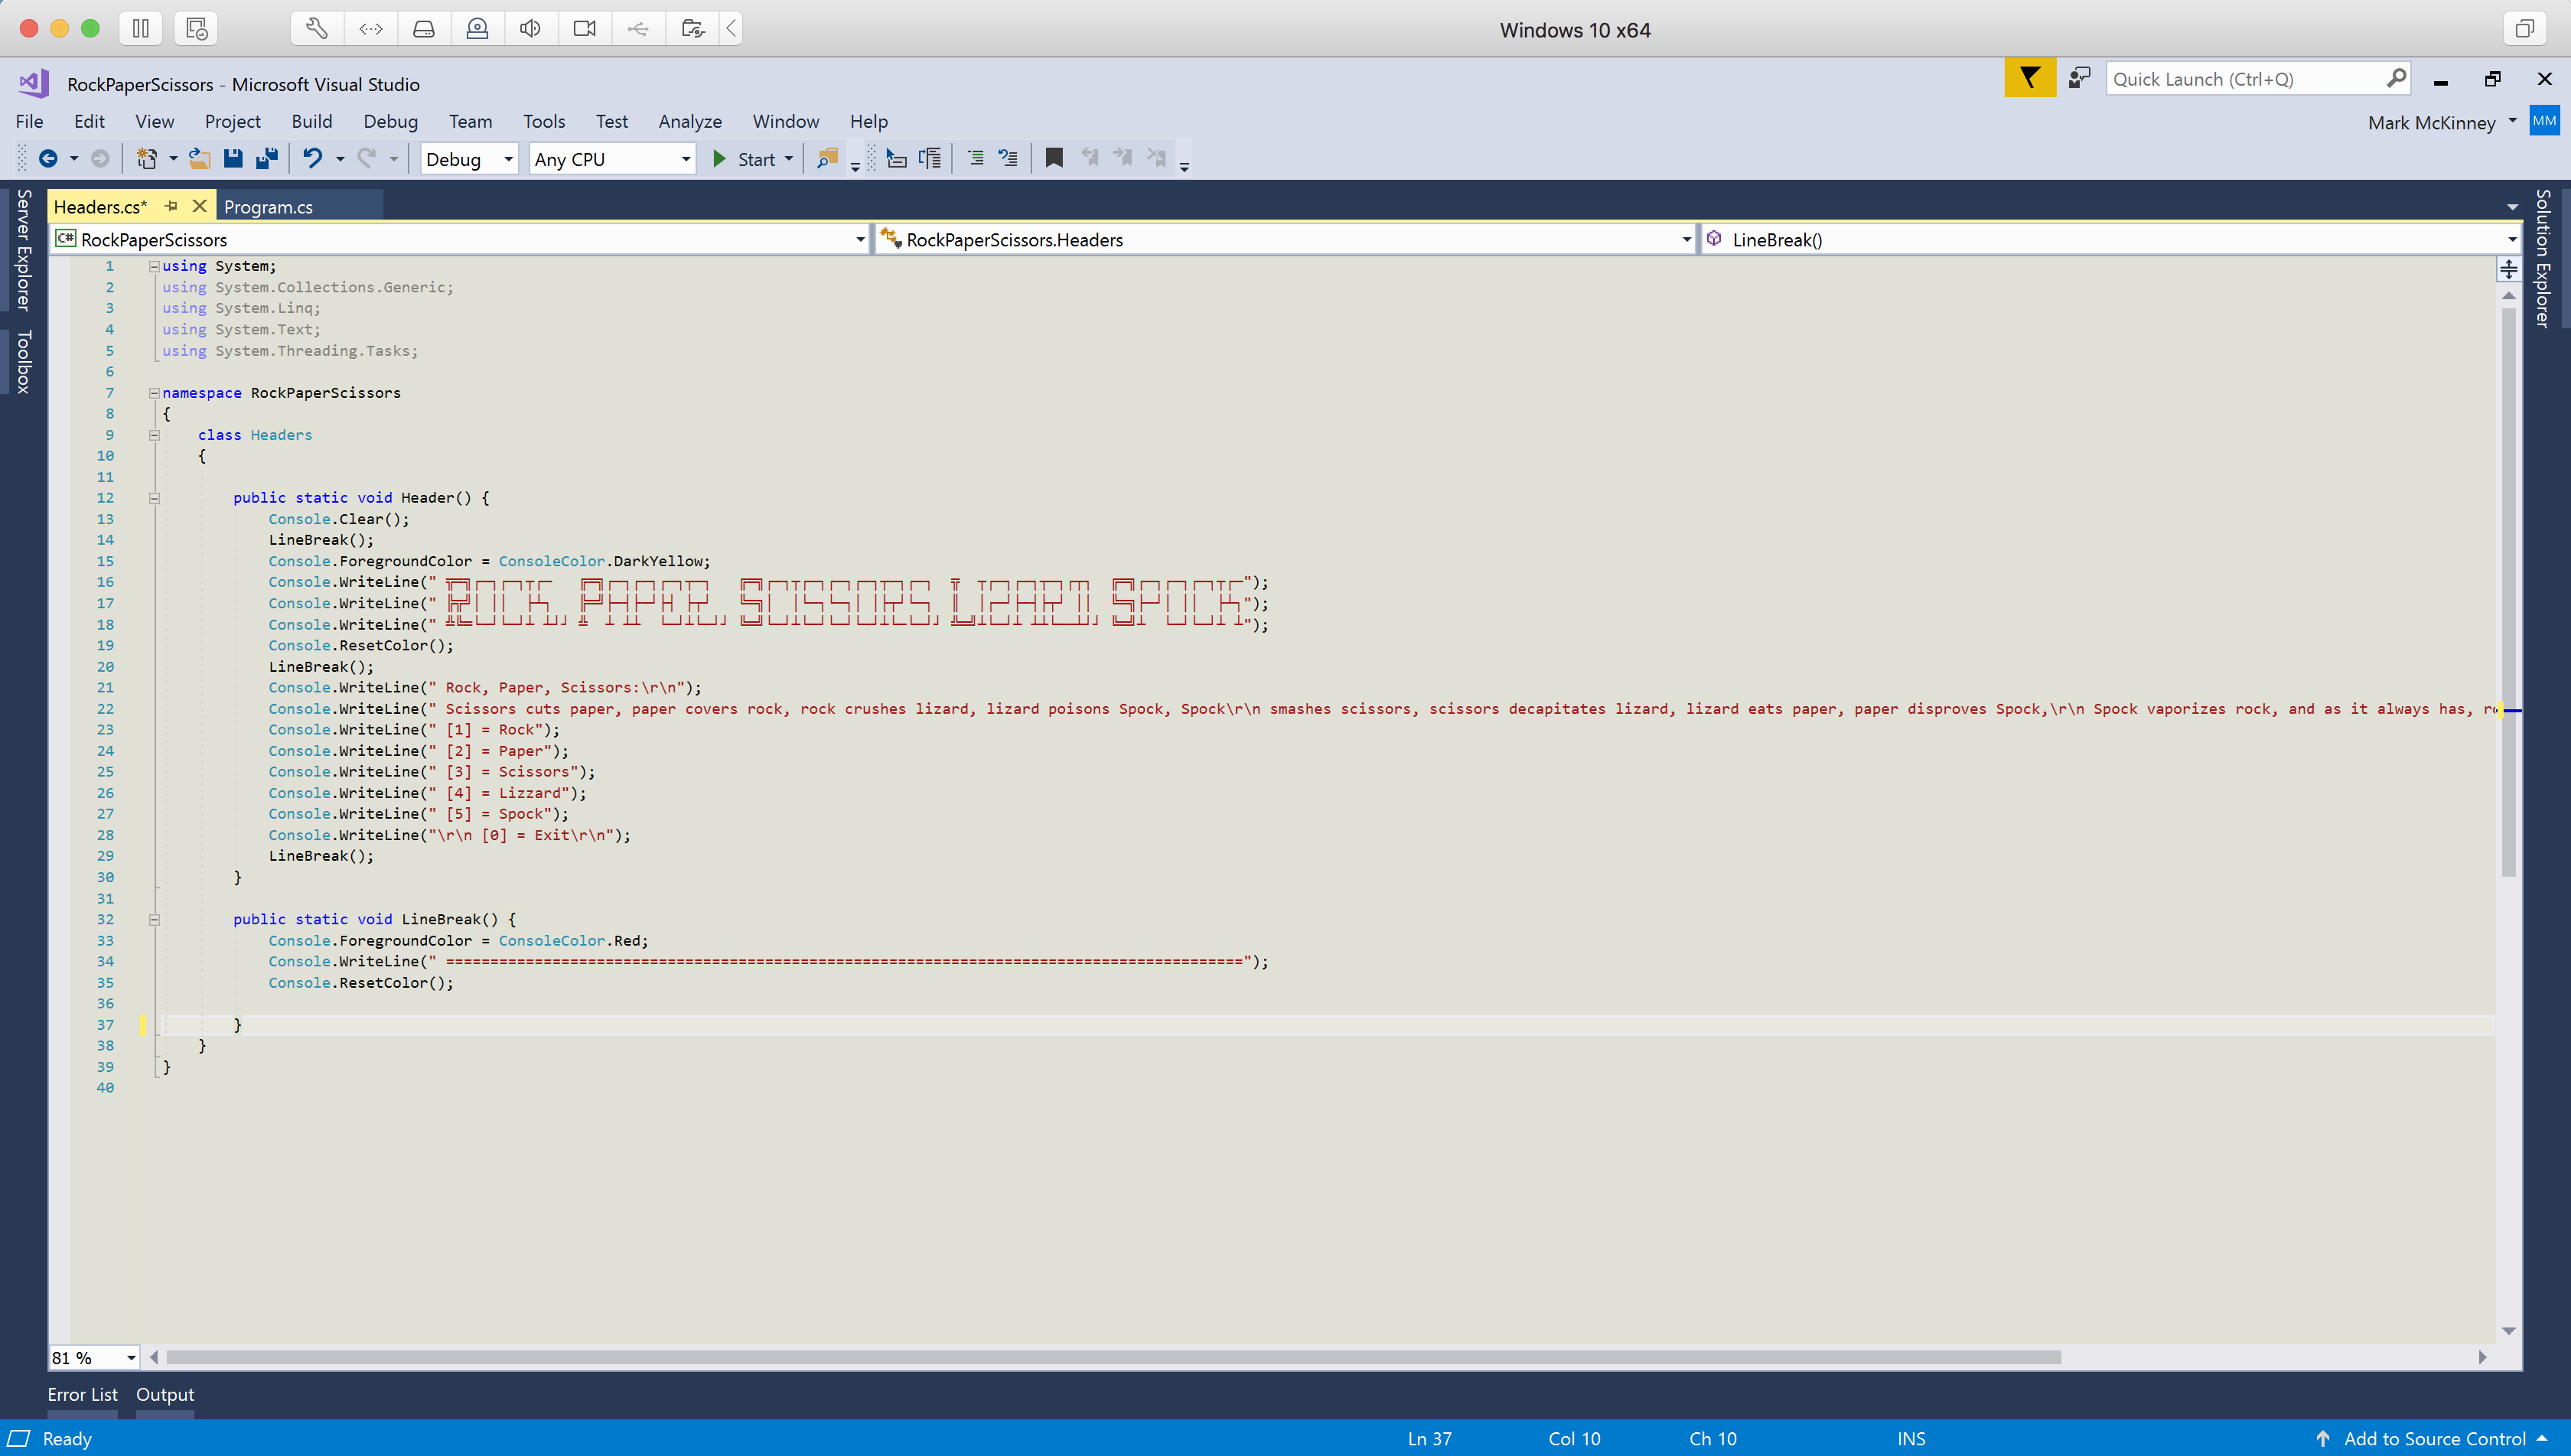 Windows 10 x64
RockPaperScissors - Microsoft Visual Studio
Quick Launch (Ctrl+Q)
File Edit View Project Build Debug Team Tools Test Analyze Window Help
Mark McKinney MM
Debug Any CPU Start
Server Explorer
Toolbox
Solution Explorer
Headers.cs* Program.cs
C# RockPaperScissors RockPaperScissors.Headers LineBreak()
1 using System;
2 using System.Collections.Generic;
3 using System.Linq;
4 using System.Text;
5 using System.Threading.Tasks;
6
7 namespace RockPaperScissors
8 {
9 class Headers
10 {
11
12 public static void Header() {
13 Console.Clear();
14 LineBreak();
15 Console.ForegroundColor = ConsoleColor.DarkYellow;
16 Console.WriteLine(" ");
17 Console.WriteLine(" ");
18 Console.WriteLine(" ");
19 Console.ResetColor();
20 LineBreak();
21 Console.WriteLine(" Rock, Paper, Scissors:\r\n");
22 Console.WriteLine(" Scissors cuts paper, paper covers rock, rock crushes lizard, lizard poisons Spock, Spock\r\n smashes scissors, scissors decapitates lizard, lizard eats paper, paper disproves Spock,\r\n Spock vaporizes rock, and as it always has,
23 Console.WriteLine(" [1] = Rock");
24 Console.WriteLine(" [2] = Paper");
25 Console.WriteLine(" [3] = Scissors");
26 Console.WriteLine(" [4] = Lizzard");
27 Console.WriteLine(" [5] = Spock");
28 Console.WriteLine("\r\n [0] = Exit\r\n");
29 LineBreak();
30 }
31
32 public static void LineBreak() {
33 Console.ForegroundColor = ConsoleColor.Red;
34 Console.WriteLine(" ==========================================================================================");
35 Console.ResetColor();
36
37 }
38 }
39 }
40
81 %
Error List Output
Ready Ln 37 Col 10 Ch 10 INS Add to Source Control